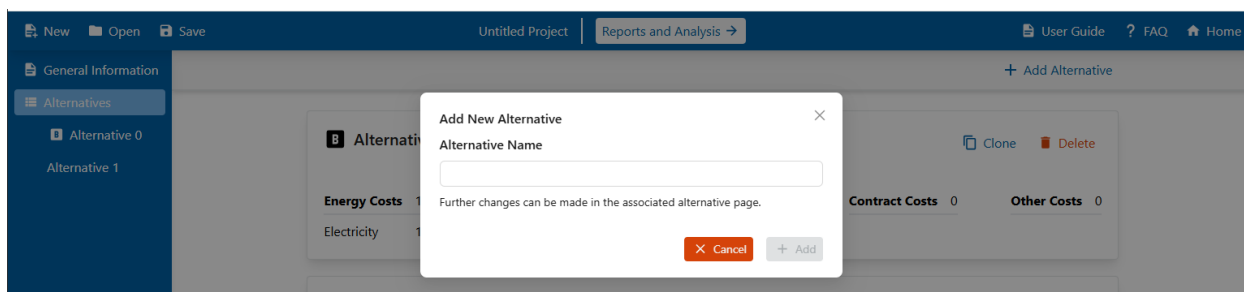 New Open Save Untitled Project Reports and Analysis → User Guide ? FAQ Home
General Information
+ Add Alternative
Alternatives
B Alternative 0
Alternative 1
B
Clone Delete
Energy Costs
Contract Costs 0 Other Costs 0
Electricity
Add New Alternative
Alternative Name
Further changes can be made in the associated alternative page.
× Cancel + Add